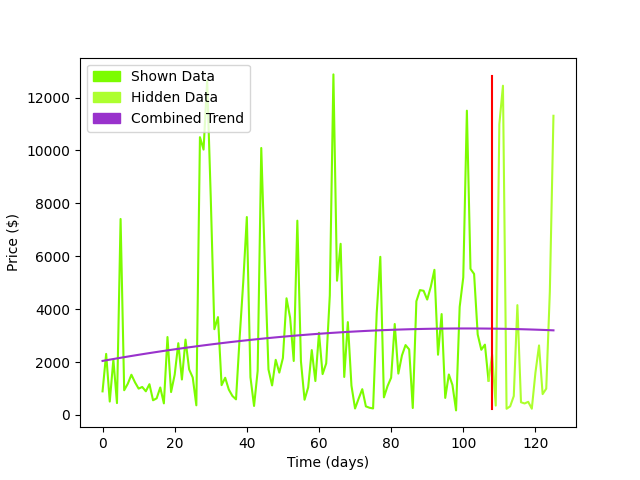 Shown Data
Hidden Data
Combined Trend
Price ($)
12000
10000
8000
6000
4000
2000
0
0 20 40 60 80 100 120
Time (days)